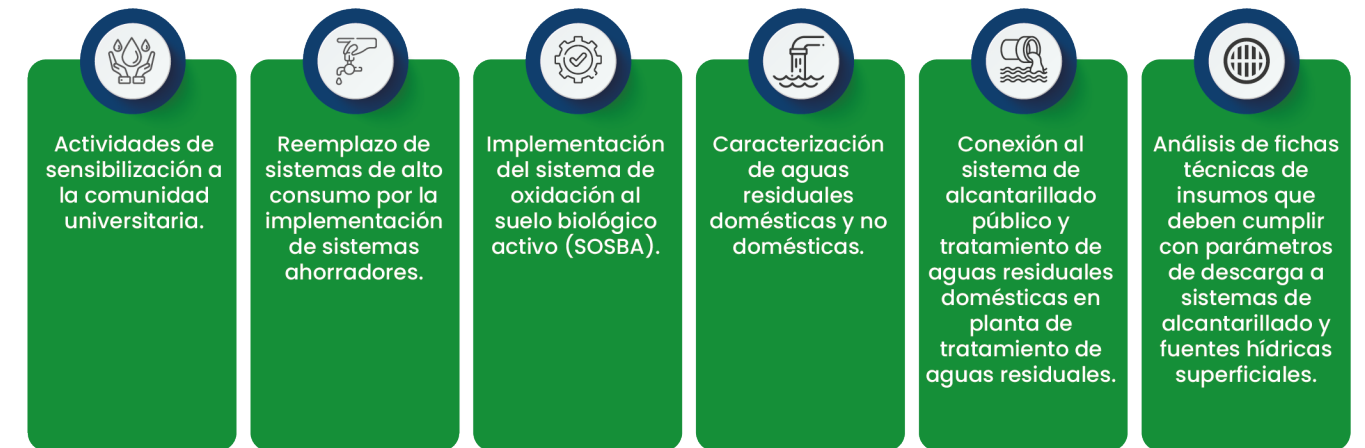 Actividades de
sensibilización a
la comunidad
universitaria.
Reemplazo de
sistemas de alto
consumo por la
implementación
de sistemas
ahorradores.
Implementación
del sistema de
oxidación al
suelo biológico
activo (SOSBA).
Caracterización
de aguas
residuales
domésticas y no
domésticas.
Conexión al
sistema de
alcantarillado
público y
tratamiento de
aguas residuales
domésticas en
planta de
tratamiento de
aguas residuales.
Análisis de fichas
técnicas de
insumos que
deben cumplir
con parámetros
de descarga a
sistemas de
alcantarillado y
fuentes hídricas
superficiales.